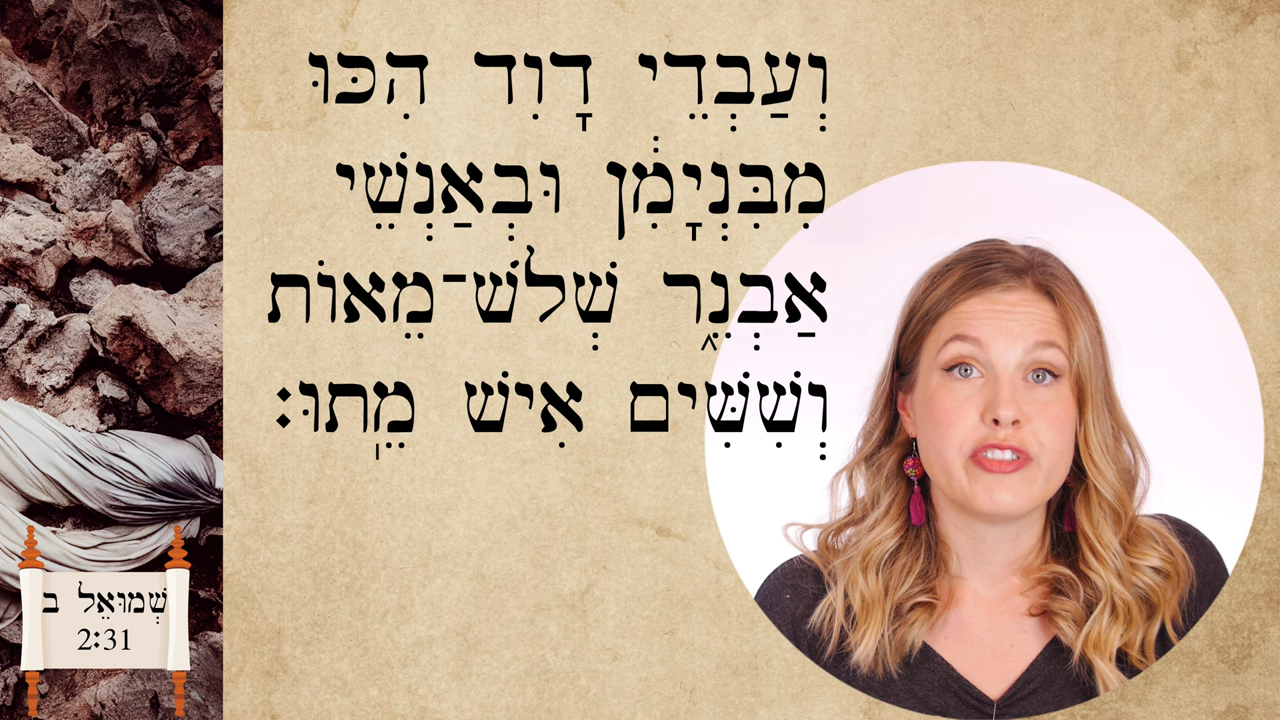 וְעַבְדֵי דָוִד הִכּוּ
מִבִּנְיָמִ֔ן וּבְאַנְשֵׁי
אַבְנֵ֑ר שְׁלֹשׁ־מֵאוֹת
וְשִׁשִּׁים אִישׁ מֵֽתוּ׃
שְׁמוּאֵל ב
2:31